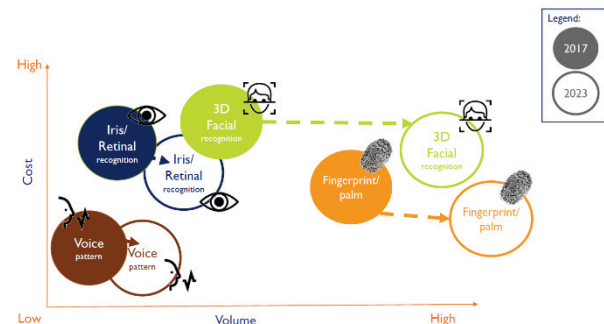 Legend:
2017
2023
High
Cost
Low
Volume
High
Iris/
Retinal
recognition
Iris/
Retinal
recognition
3D
Facial
recognition
3D
Facial
recognition
Fingerprint/
palm
Fingerprint/
palm
Voice
pattern
Voice
pattern